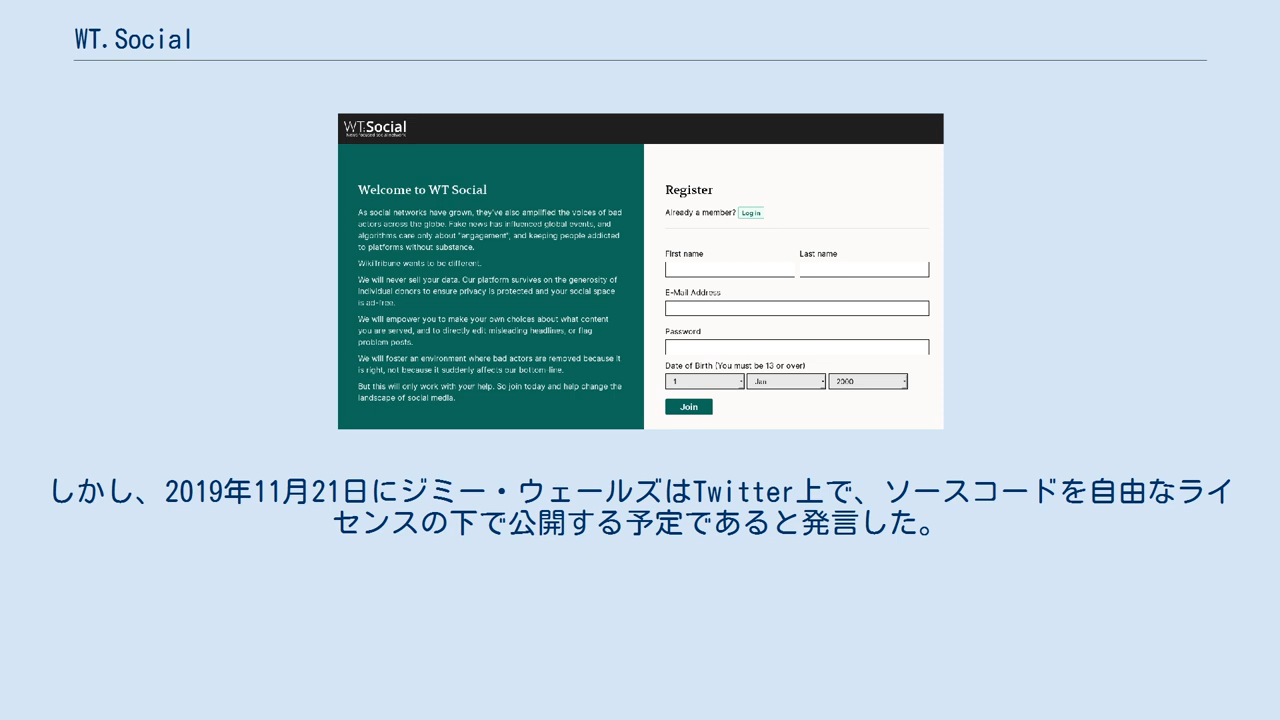 WT.Social
WT.Social
News focused social network
Welcome to WT Social
As social networks have grown, they've also amplified the voices of bad
actors across the globe. Fake news has influenced global events, and
algorithms care only about "engagement", and keeping people addicted
to platforms without substance.
WikiTribune wants to be different.
We will never sell your data. Our platform survives on the generosity of
individual donors to ensure privacy is protected and your social space
is ad-free.
We will empower you to make your own choices about what content
you are served, and to directly edit misleading headlines, or flag
problem posts.
We will foster an environment where bad actors are removed because it
is right, not because it suddenly affects our bottom-line.
But this will only work with your help. So join today and help change the
landscape of social media.
Register
Already a member? Log in
First name Last name
E-Mail Address
Password
Date of Birth (You must be 13 or over)
1 Jan 2000
Join
しかし、2019年11月21日にジミー・ウェールズはTwitter上で、ソースコードを自由なライ
センスの下で公開する予定であると発言した。